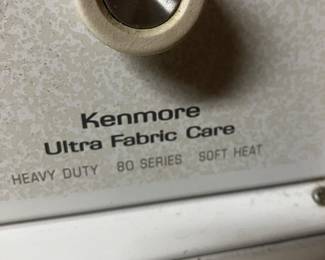 Kenmore
Ultra Fabric Care
HEAVY DUTY 80 SERIES SOFT HEAT